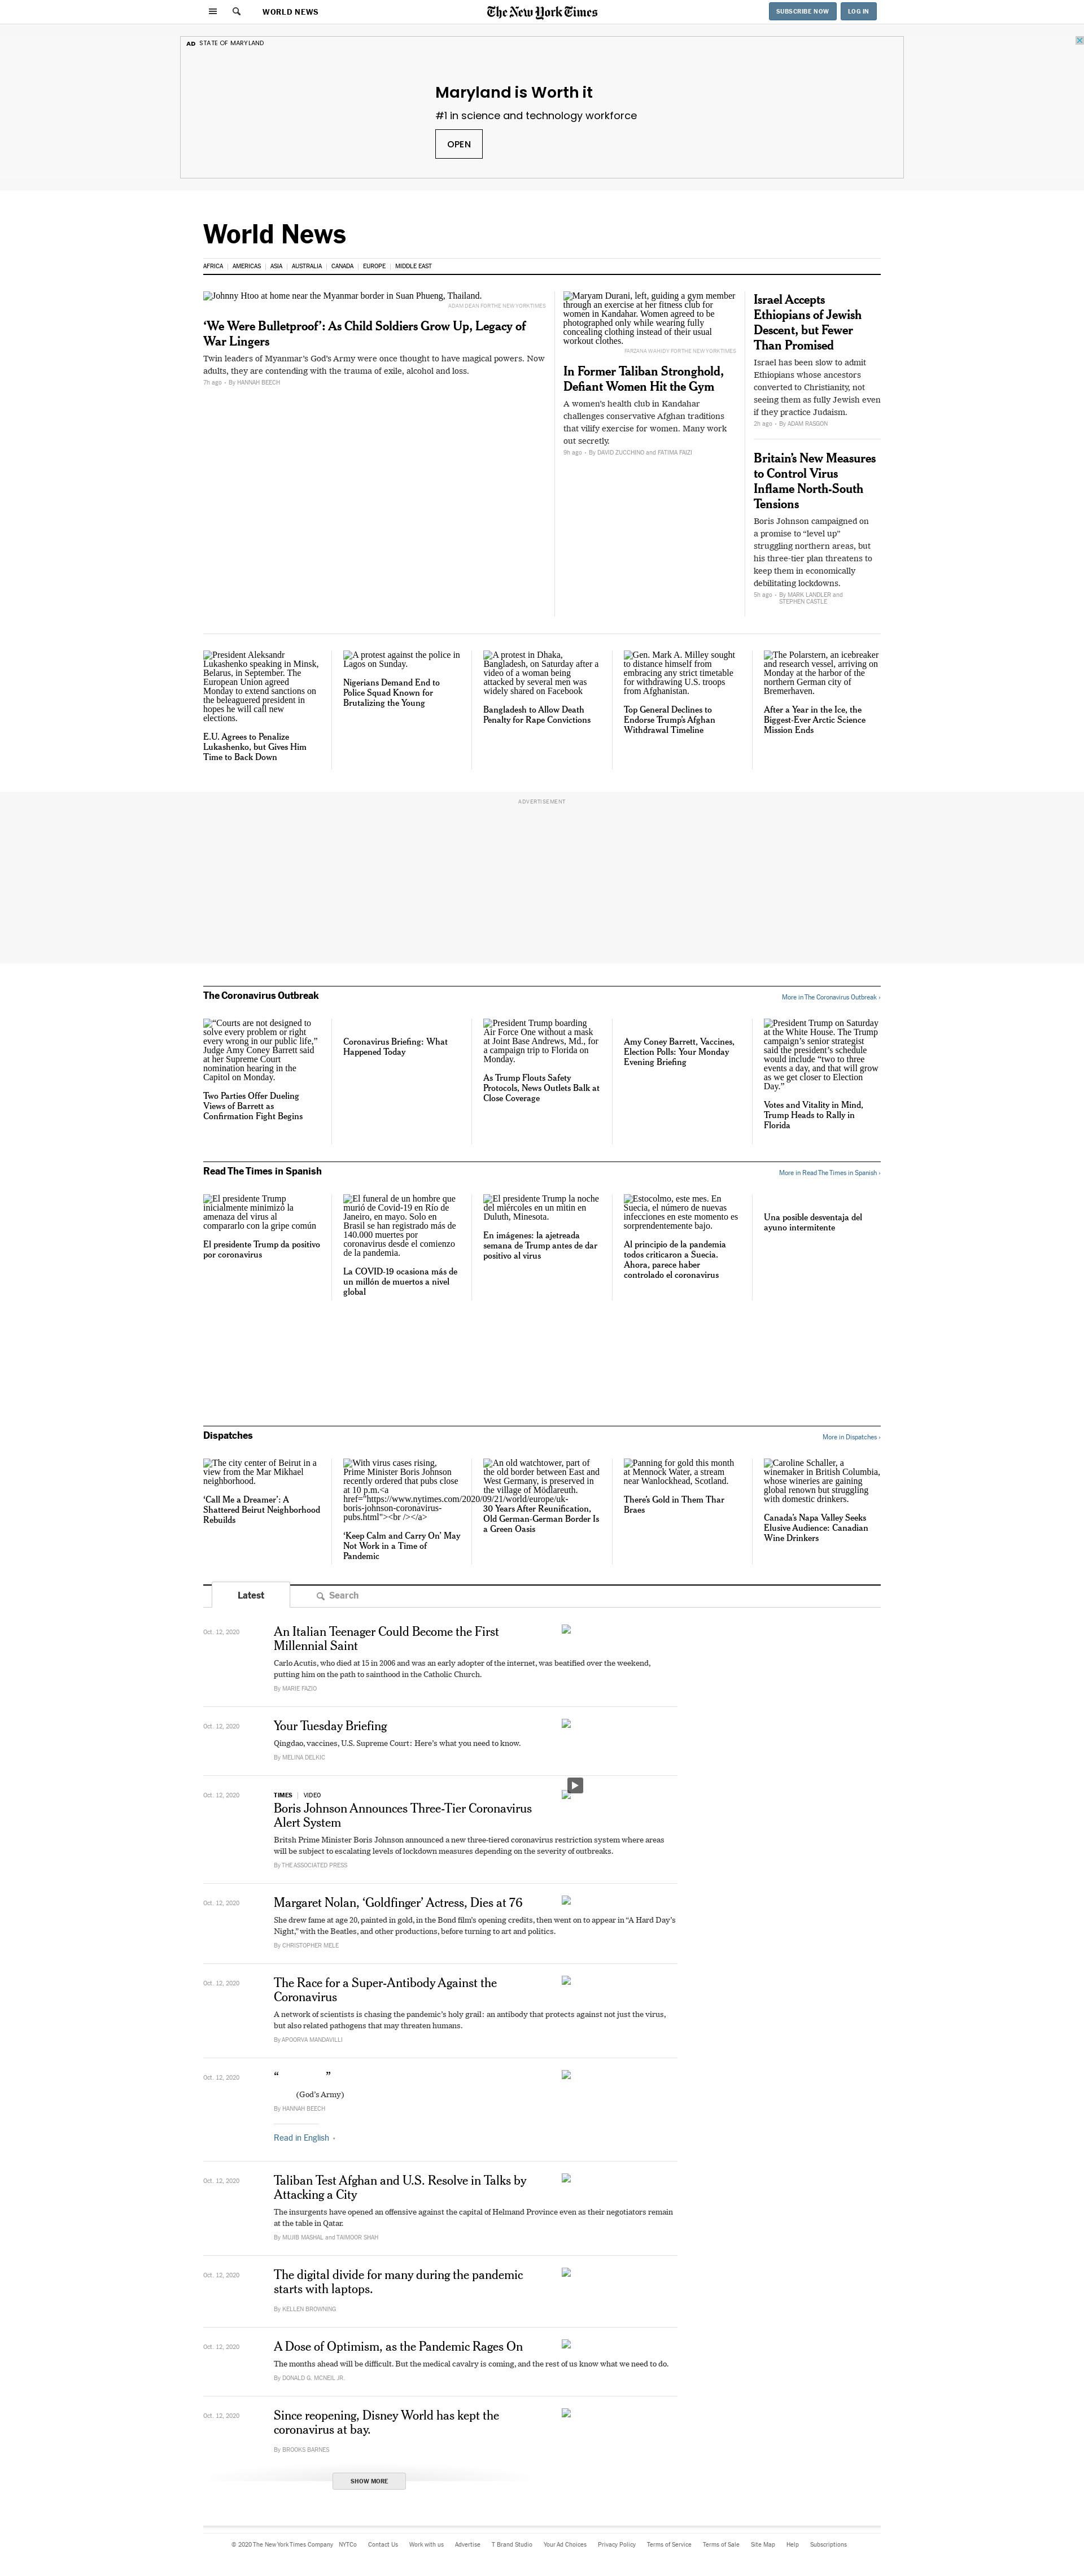 WORLD NEWS
The New York Times
SUBSCRIBE NOW
LOG IN
AD STATE OF MARYLAND
Maryland is Worth it
#1 in science and technology workforce
OPEN
World News
AFRICA | AMERICAS | ASIA | AUSTRALIA | CANADA | EUROPE | MIDDLE EAST
Johnny Htoo at home near the Myanmar border in Suan Phueng, Thailand.
ADAM DEAN FOR THE NEW YORK TIMES
‘We Were Bulletproof’: As Child Soldiers Grow Up, Legacy of
War Lingers
Twin leaders of Myanmar’s God’s Army were once thought to have magical powers. Now
adults, they are contending with the trauma of exile, alcohol and loss.
7h ago • By HANNAH BEECH
Maryam Durani, left, guiding a gym member
through an exercise at her fitness club for
women in Kandahar. Women agreed to be
photographed only while wearing fully
concealing clothing instead of their usual
workout clothes.
FARZANA WAHIDY FOR THE NEW YORK TIMES
In Former Taliban Stronghold,
Defiant Women Hit the Gym
A women’s health club in Kandahar
challenges conservative Afghan traditions
that vilify exercise for women. Many work
out secretly.
9h ago • By DAVID ZUCCHINO and FATIMA FAIZI
Israel Accepts
Ethiopians of Jewish
Descent, but Fewer
Than Promised
Israel has been slow to admit
Ethiopians whose ancestors
converted to Christianity, not
seeing them as fully Jewish even
if they practice Judaism.
2h ago • By ADAM RASGON
Britain’s New Measures
to Control Virus
Inflame North-South
Tensions
Boris Johnson campaigned on
a promise to “level up”
struggling northern areas, but
his three-tier plan threatens to
keep them in economically
debilitating lockdowns.
5h ago • By MARK LANDLER and
STEPHEN CASTLE
President Aleksandr
Lukashenko speaking in Minsk,
Belarus, in September. The
European Union agreed
Monday to extend sanctions on
the beleaguered president in
hopes he will call new
elections.
E.U. Agrees to Penalize
Lukashenko, but Gives Him
Time to Back Down
A protest against the police in
Lagos on Sunday.
Nigerians Demand End to
Police Squad Known for
Brutalizing the Young
A protest in Dhaka,
Bangladesh, on Saturday after a
video of a woman being
attacked by several men was
widely shared on Facebook
Bangladesh to Allow Death
Penalty for Rape Convictions
Gen. Mark A. Milley sought
to distance himself from
embracing any strict timetable
for withdrawing U.S. troops
from Afghanistan.
Top General Declines to
Endorse Trump’s Afghan
Withdrawal Timeline
The Polarstern, an icebreaker
and research vessel, arriving on
Monday at the harbor of the
northern German city of
Bremerhaven.
After a Year in the Ice, the
Biggest-Ever Arctic Science
Mission Ends
ADVERTISEMENT
The Coronavirus Outbreak
More in The Coronavirus Outbreak ›
“Courts are not designed to
solve every problem or right
every wrong in our public life,”
Judge Amy Coney Barrett said
at her Supreme Court
nomination hearing in the
Capitol on Monday.
Two Parties Offer Dueling
Views of Barrett as
Confirmation Fight Begins
Coronavirus Briefing: What
Happened Today
President Trump boarding
Air Force One without a mask
at Joint Base Andrews, Md., for
a campaign trip to Florida on
Monday.
As Trump Flouts Safety
Protocols, News Outlets Balk at
Close Coverage
Amy Coney Barrett, Vaccines,
Election Polls: Your Monday
Evening Briefing
President Trump on Saturday
at the White House. The Trump
campaign’s senior strategist
said the president’s schedule
would include “two to three
events a day, and that will grow
as we get closer to Election
Day.”
Votes and Vitality in Mind,
Trump Heads to Rally in
Florida
Read The Times in Spanish
More in Read The Times in Spanish ›
El presidente Trump
inicialmente minimizó la
amenaza del virus al
compararlo con la gripe común
El presidente Trump da positivo
por coronavirus
El funeral de un hombre que
murió de Covid-19 en Río de
Janeiro, en mayo. Solo en
Brasil se han registrado más de
140.000 muertes por
coronavirus desde el comienzo
de la pandemia.
La COVID-19 ocasiona más de
un millón de muertos a nivel
global
El presidente Trump la noche
del miércoles en un mitin en
Duluth, Minesota.
En imágenes: la ajetreada
semana de Trump antes de dar
positivo al virus
Estocolmo, este mes. En
Suecia, el número de nuevas
infecciones en este momento es
sorprendentemente bajo.
Al principio de la pandemia
todos criticaron a Suecia.
Ahora, parece haber
controlado el coronavirus
Una posible desventaja del
ayuno intermitente
Dispatches
More in Dispatches ›
The city center of Beirut in a
view from the Mar Mikhael
neighborhood.
‘Call Me a Dreamer’: A
Shattered Beirut Neighborhood
Rebuilds
With virus cases rising,
Prime Minister Boris Johnson
recently ordered that pubs close
at 10 p.m.<a
href="https://www.nytimes.com/2020/09/21/world/europe/uk-
boris-johnson-coronavirus-
pubs.html"><br /></a>
‘Keep Calm and Carry On’ May
Not Work in a Time of
Pandemic
An old watchtower, part of
the old border between East and
West Germany, is preserved in
the village of Mödlareuth.
30 Years After Reunification,
Old German-German Border Is
a Green Oasis
Panning for gold this month
at Mennock Water, a stream
near Wanlockhead, Scotland.
There’s Gold in Them Thar
Braes
Caroline Schaller, a
winemaker in British Columbia,
whose wineries are gaining
global renown but struggling
with domestic drinkers.
Canada’s Napa Valley Seeks
Elusive Audience: Canadian
Wine Drinkers
Latest
Search
Oct. 12, 2020
An Italian Teenager Could Become the First
Millennial Saint
Carlo Acutis, who died at 15 in 2006 and was an early adopter of the internet, was beatified over the weekend,
putting him on the path to sainthood in the Catholic Church.
By MARIE FAZIO
Oct. 12, 2020
Your Tuesday Briefing
Qingdao, vaccines, U.S. Supreme Court: Here’s what you need to know.
By MELINA DELKIC
Oct. 12, 2020
TIMES | VIDEO
Boris Johnson Announces Three-Tier Coronavirus
Alert System
Britsh Prime Minister Boris Johnson announced a new three-tiered coronavirus restriction system where areas
will be subject to escalating levels of lockdown measures depending on the severity of outbreaks.
By THE ASSOCIATED PRESS
Oct. 12, 2020
Margaret Nolan, ‘Goldfinger’ Actress, Dies at 76
She drew fame at age 20, painted in gold, in the Bond film’s opening credits, then went on to appear in “A Hard Day’s
Night,” with the Beatles, and other productions, before turning to art and politics.
By CHRISTOPHER MELE
Oct. 12, 2020
The Race for a Super-Antibody Against the
Coronavirus
A network of scientists is chasing the pandemic’s holy grail: an antibody that protects against not just the virus,
but also related pathogens that may threaten humans.
By APOORVA MANDAVILLI
Oct. 12, 2020
“ ”
(God’s Army)
By HANNAH BEECH
Read in English ›
Oct. 12, 2020
Taliban Test Afghan and U.S. Resolve in Talks by
Attacking a City
The insurgents have opened an offensive against the capital of Helmand Province even as their negotiators remain
at the table in Qatar.
By MUJIB MASHAL and TAIMOOR SHAH
Oct. 12, 2020
The digital divide for many during the pandemic
starts with laptops.
By KELLEN BROWNING
Oct. 12, 2020
A Dose of Optimism, as the Pandemic Rages On
The months ahead will be difficult. But the medical cavalry is coming, and the rest of us know what we need to do.
By DONALD G. MCNEIL JR.
Oct. 12, 2020
Since reopening, Disney World has kept the
coronavirus at bay.
By BROOKS BARNES
SHOW MORE
© 2020 The New York Times Company NYTCo Contact Us Work with us Advertise T Brand Studio Your Ad Choices Privacy Policy Terms of Service Terms of Sale Site Map Help Subscriptions